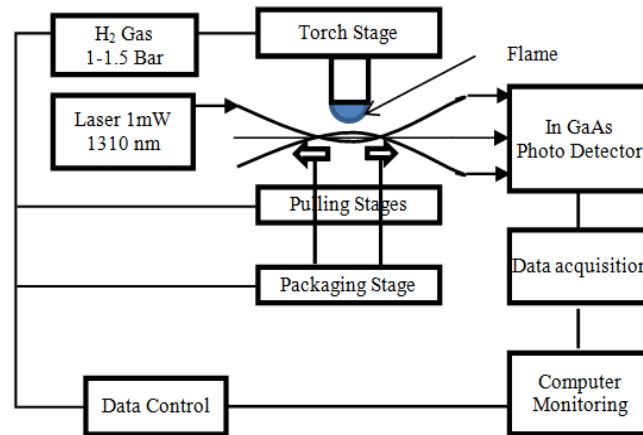 H₂ Gas
1-1.5 Bar
Torch Stage
Flame
Laser 1mW
1310 nm
In GaAs
Photo Detector
Pulling Stages
Data acquisition
Packaging Stage
Data Control
Computer
Monitoring